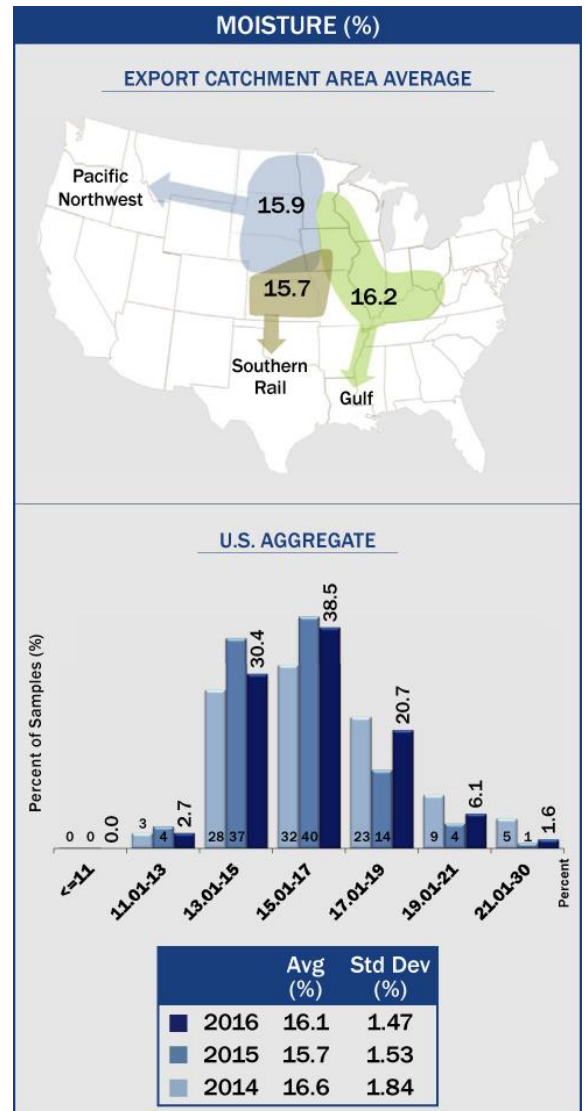 MOISTURE (%)
EXPORT CATCHMENT AREA AVERAGE
Pacific
Northwest
15.9
15.7
16.2
Southern
Rail
Gulf
U.S. AGGREGATE
Percent of Samples (%)
0 0 0.0
3 4 2.7
28 37 30.4
32 40 38.5
23 14 20.7
9 4 6.1
5 1 1.6
<=11
11.01-13
13.01-15
15.01-17
17.01-19
19.01-21
21.01-30
Percent
Avg Std Dev
(%) (%)
2016 16.1 1.47
2015 15.7 1.53
2014 16.6 1.84